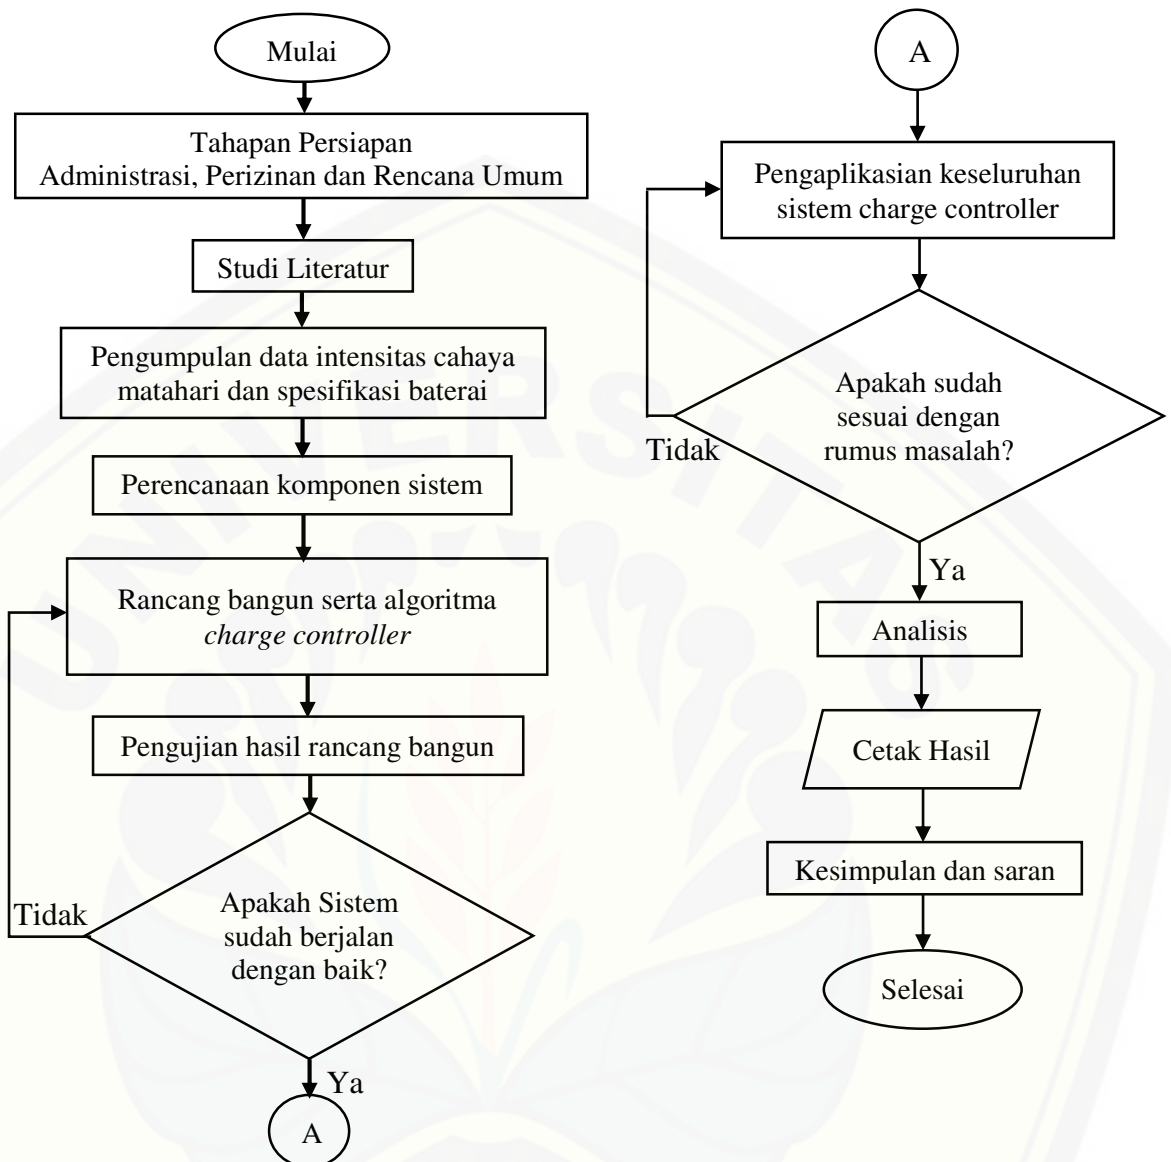 Mulai
Tahapan Persiapan
Administrasi, Perizinan dan Rencana Umum
Studi Literatur
Pengumpulan data intensitas cahaya
matahari dan spesifikasi baterai
Perencanaan komponen sistem
Rancang bangun serta algoritma
charge controller
Pengujian hasil rancang bangun
Apakah Sistem
sudah berjalan
dengan baik?
Tidak
Ya
A
A
Pengaplikasian keseluruhan
sistem charge controller
Apakah sudah
sesuai dengan
rumus masalah?
Tidak
Ya
Analisis
Cetak Hasil
Kesimpulan dan saran
Selesai
UNIVERSITAS